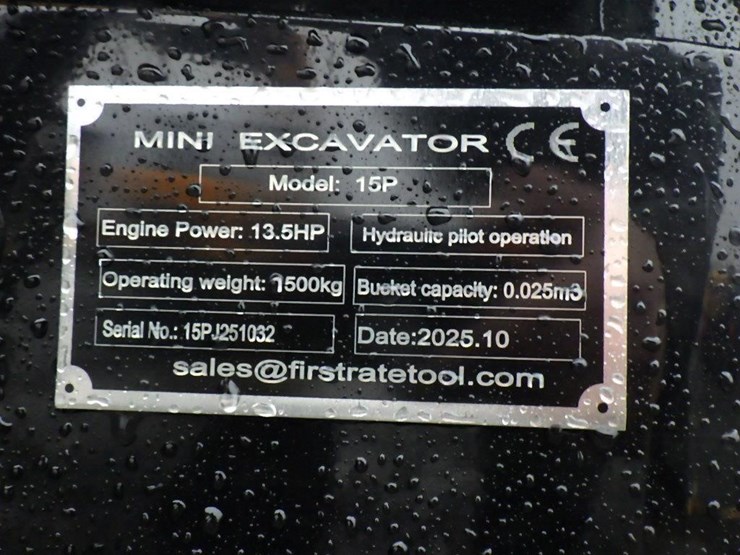 MINI EXCAVATOR CE
Model: 15P
Engine Power: 13.5HP Hydraulic pilot operation
Operating weight: 1500kg Bucket capacity: 0.025m3
Serial No.: 15PJ251032 Date:2025.10
sales@firstratetool.com